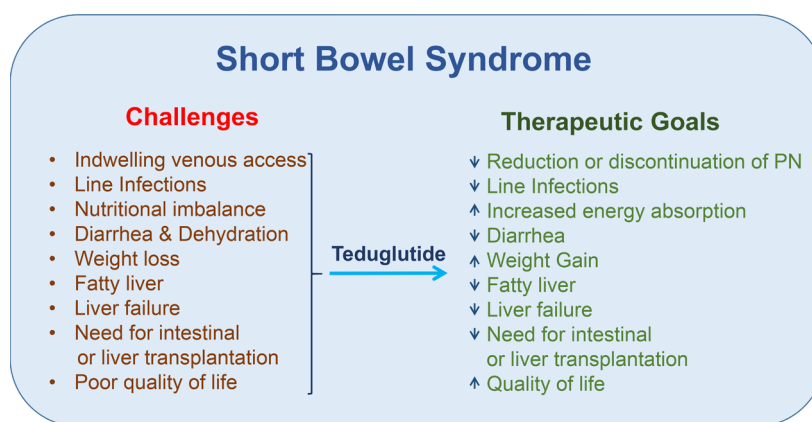 Short Bowel Syndrome
Challenges
• Indwelling venous access
• Line Infections
• Nutritional imbalance
• Diarrhea & Dehydration
• Weight loss
• Fatty liver
• Liver failure
• Need for intestinal
or liver transplantation
• Poor quality of life
Teduglutide
Therapeutic Goals
↓ Reduction or discontinuation of PN
↓ Line Infections
↑ Increased energy absorption
↓ Diarrhea
↑ Weight Gain
↓ Fatty liver
↓ Liver failure
↓ Need for intestinal
or liver transplantation
↑ Quality of life